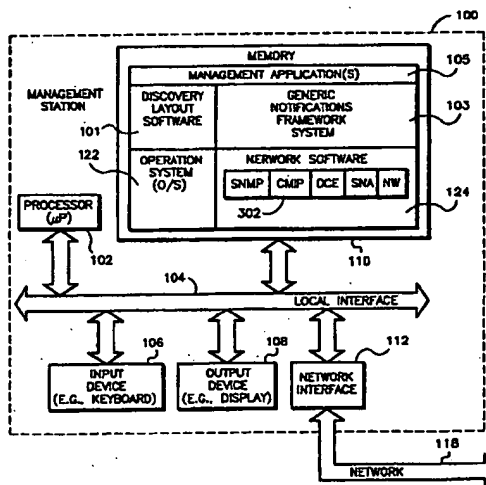 100
MEMORY
MANAGEMENT APPLICATION(S)
105
MANAGEMENT
STATION
DISCOVERY
LAYOUT
SOFTWARE
101
GENERIC
NOTIFICATIONS
FRAMEWORK
SYSTEM
103
122
OPERATION
SYSTEM
(O/S)
NERWORK SOFTWARE
SNMP CMIP DCE SNA NW
302
124
PROCESSOR
(μP)
102
110
104
LOCAL INTERFACE
106
108
112
INPUT
DEVICE
(E.G., KEYBOARD)
OUTPUT
DEVICE
(E.G., DISPLAY)
NETWORK
INTERFACE
118
NETWORK